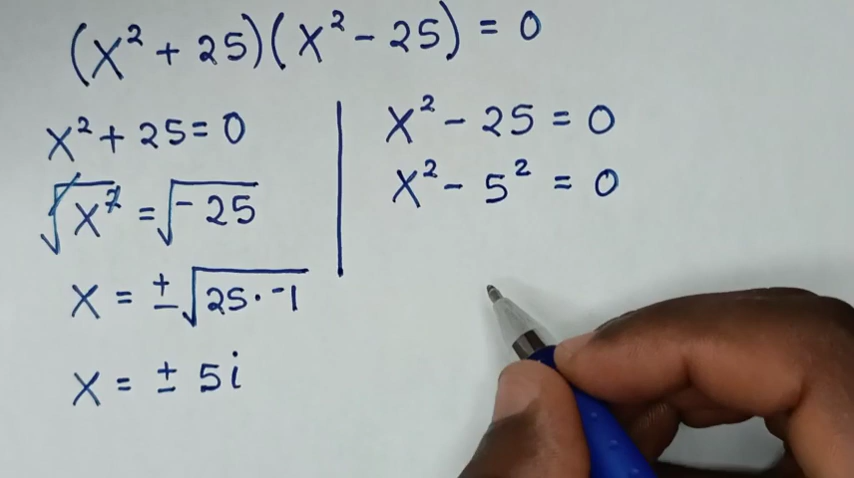 (x² + 25)(x² - 25) = 0
x² + 25 = 0
√x² = √-25
x = ±√25·-1
x = ± 5i
x² - 25 = 0
x² - 5² = 0